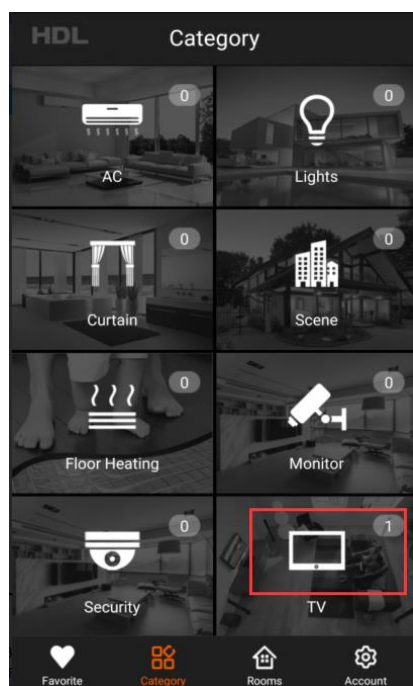 HDL
Category
0
0
AC
Lights
0
0
Curtain
Scene
0
0
Floor Heating
Monitor
0
1
Security
TV
Favorite
Category
Rooms
Account